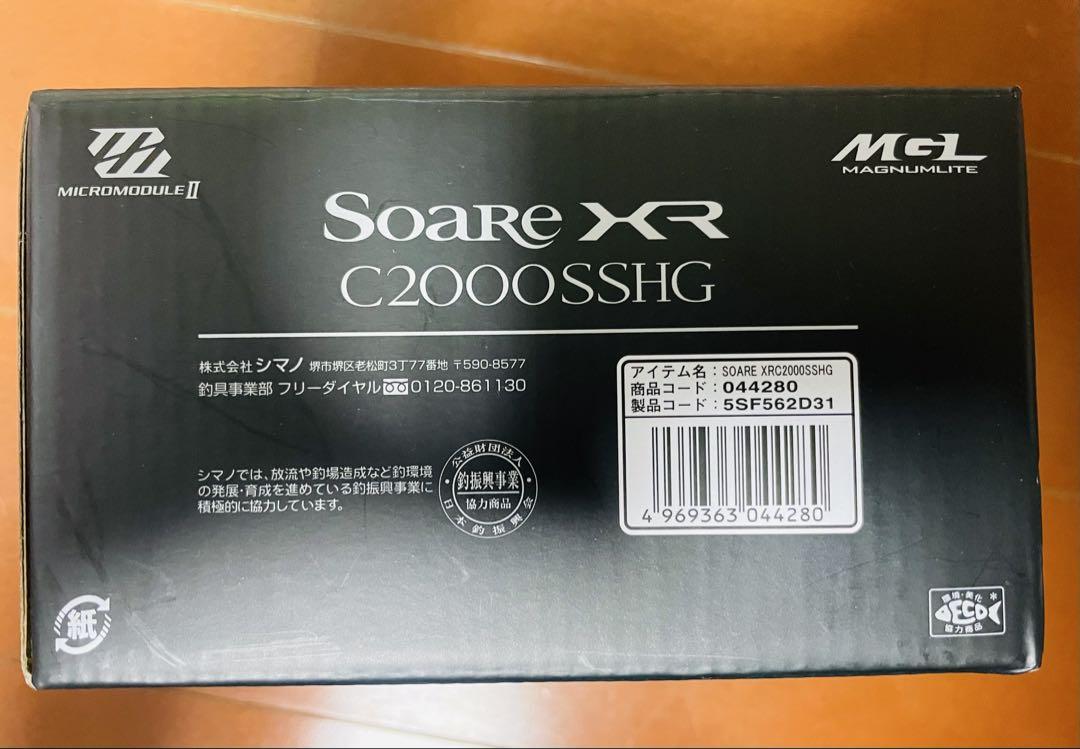 MICROMODULE II
MGL
MAGNUMLITE
SOARE XR
C2000SSHG
株式会社 シマノ 堺市堺区老松町3丁77番地 〒590-8577
釣具事業部 フリーダイヤル 0120-861130
アイテム名：SOARE XRC2000SSHG
商品コード：044280
製品コード：5SF562D31
4 969363 044280
シマノでは、放流や釣場造成など釣環境
の発展・育成を進めている釣振興事業に
積極的に協力しています。
公益財団法人
釣振興事業
協力商品
日本釣振興会
紙
環境・美化
ECO
協力商品